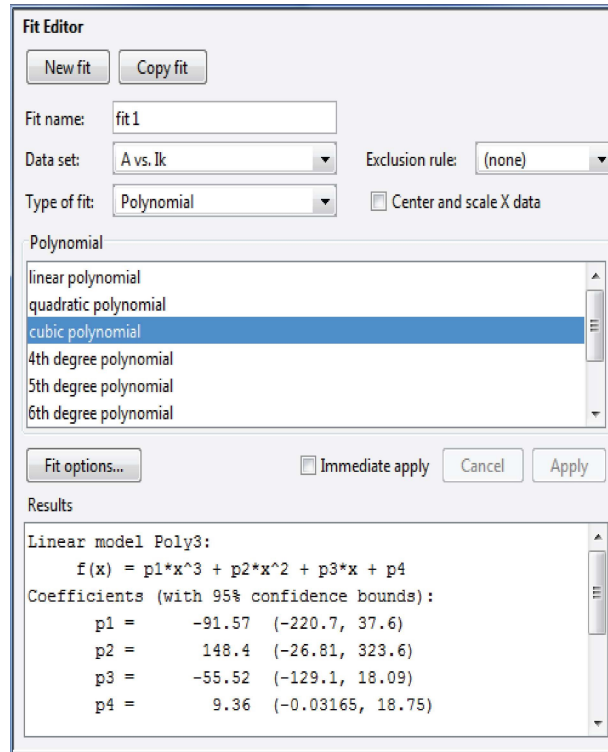 Fit Editor
New fit Copy fit
Fit name: fit 1
Data set: A vs. Ik Exclusion rule: (none)
Type of fit: Polynomial Center and scale X data
Polynomial
linear polynomial
quadratic polynomial
cubic polynomial
4th degree polynomial
5th degree polynomial
6th degree polynomial
Fit options... Immediate apply Cancel Apply
Results
Linear model Poly3:
f(x) = p1*x^3 + p2*x^2 + p3*x + p4
Coefficients (with 95% confidence bounds):
p1 = -91.57 (-220.7, 37.6)
p2 = 148.4 (-26.81, 323.6)
p3 = -55.52 (-129.1, 18.09)
p4 = 9.36 (-0.03165, 18.75)